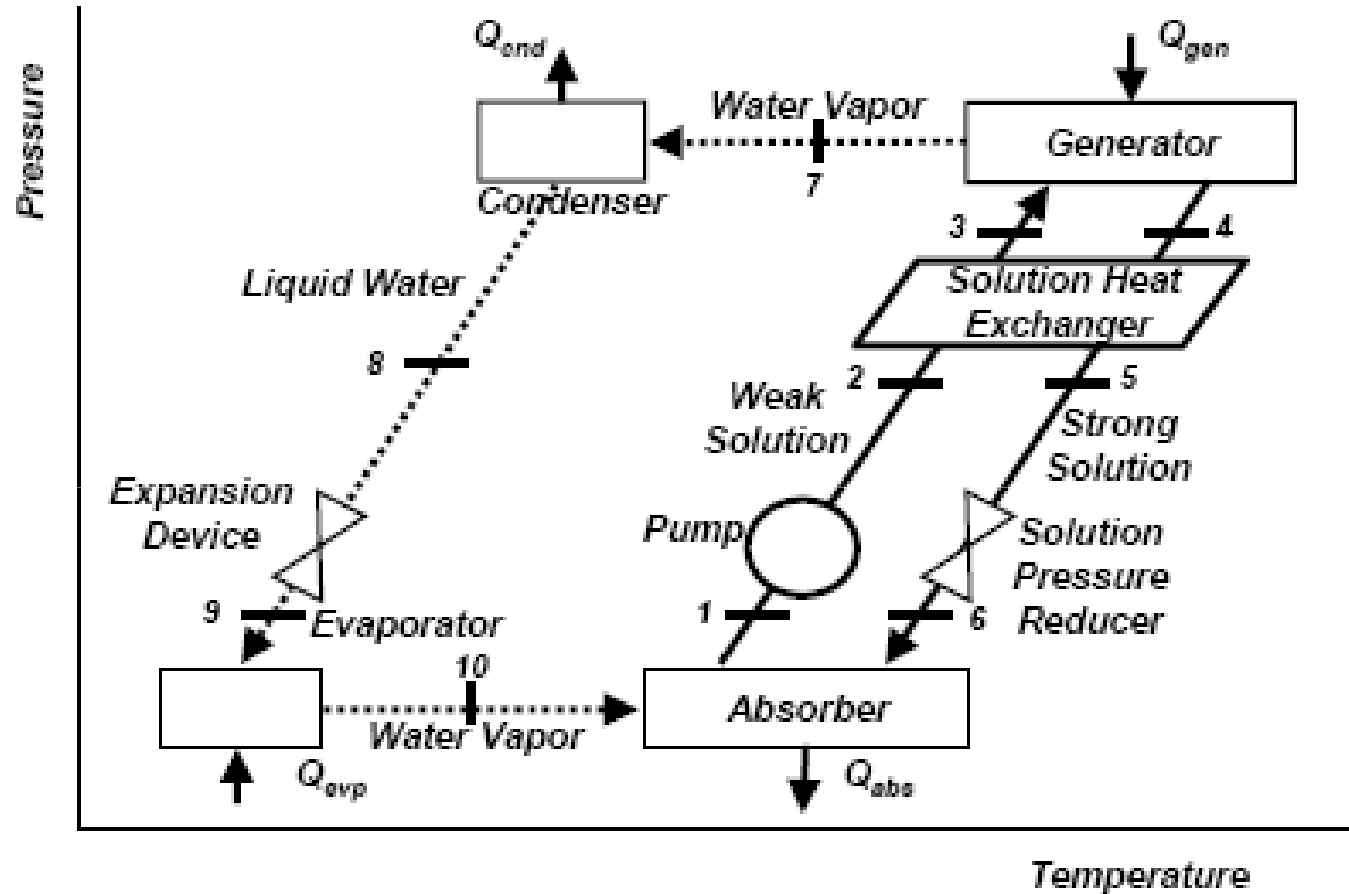 Pressure
Q_cnd
Q_gen
Water Vapor
7
Generator
Condenser
3
4
Solution Heat
Exchanger
Liquid Water
8
2
5
Weak
Solution
Strong
Solution
Expansion
Device
Pump
Solution
Pressure
Reducer
9
Evaporator
1
6
10
Absorber
Water Vapor
Q_evp
Q_abs
Temperature